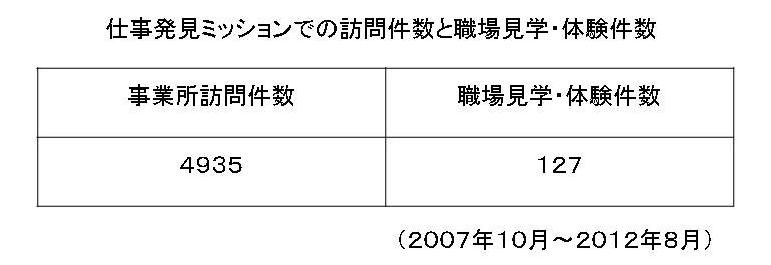 仕事発見ミッションでの訪問件数と職場見学・体験件数
事業所訪問件数 職場見学・体験件数
4935 127
（2007年10月～2012年8月）